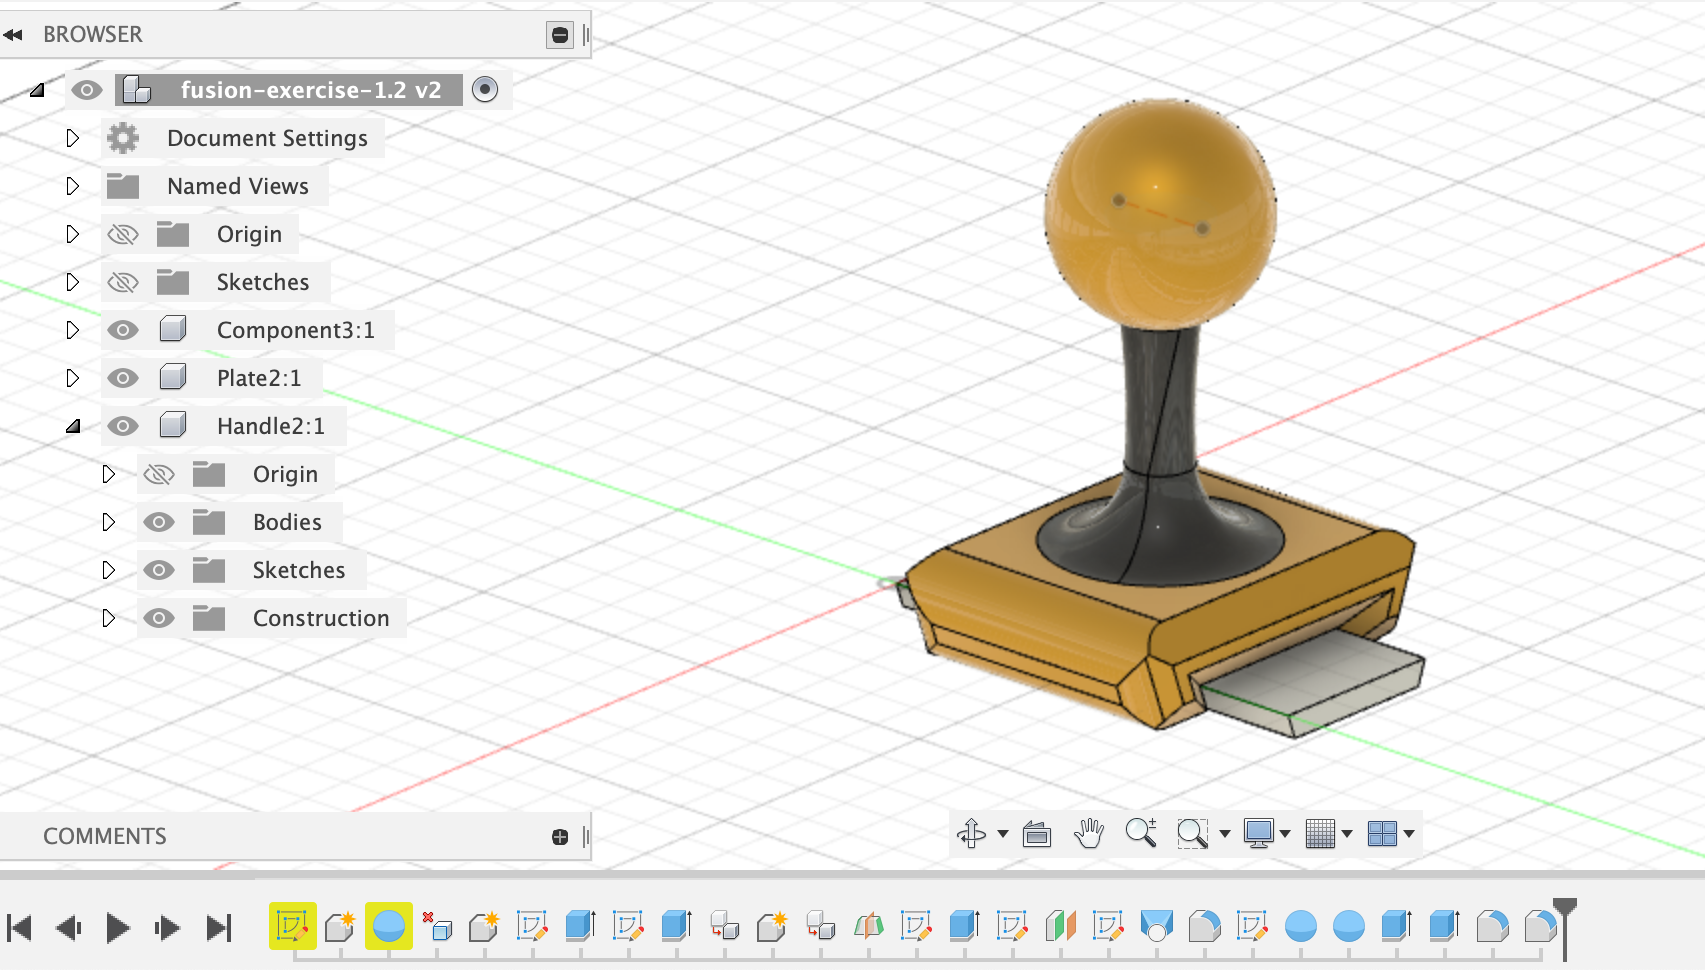 BROWSER
fusion-exercise-1.2 v2
Document Settings
Named Views
Origin
Sketches
Component3:1
Plate2:1
Handle2:1
Origin
Bodies
Sketches
Construction
COMMENTS